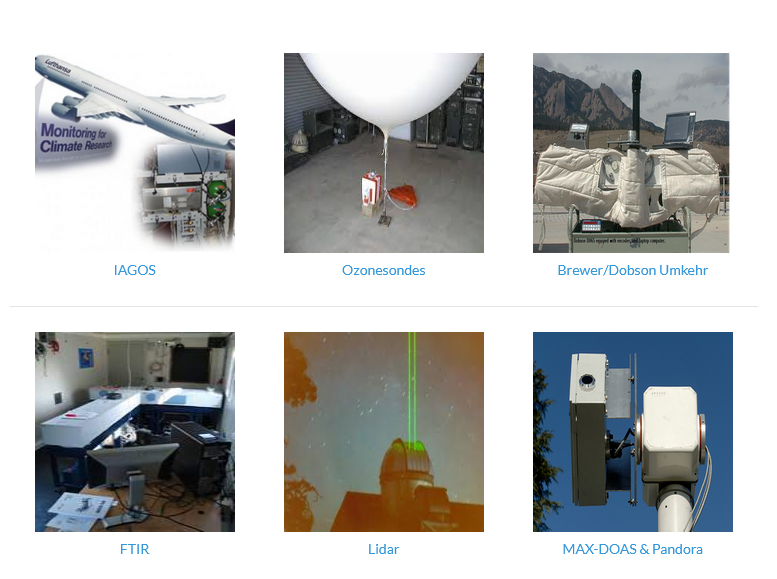 Lufthansa
Monitoring for
Climate Research
IAGOS
Ozonesondes
Brewer/Dobson Umkehr
FTIR
Lidar
MAX-DOAS & Pandora